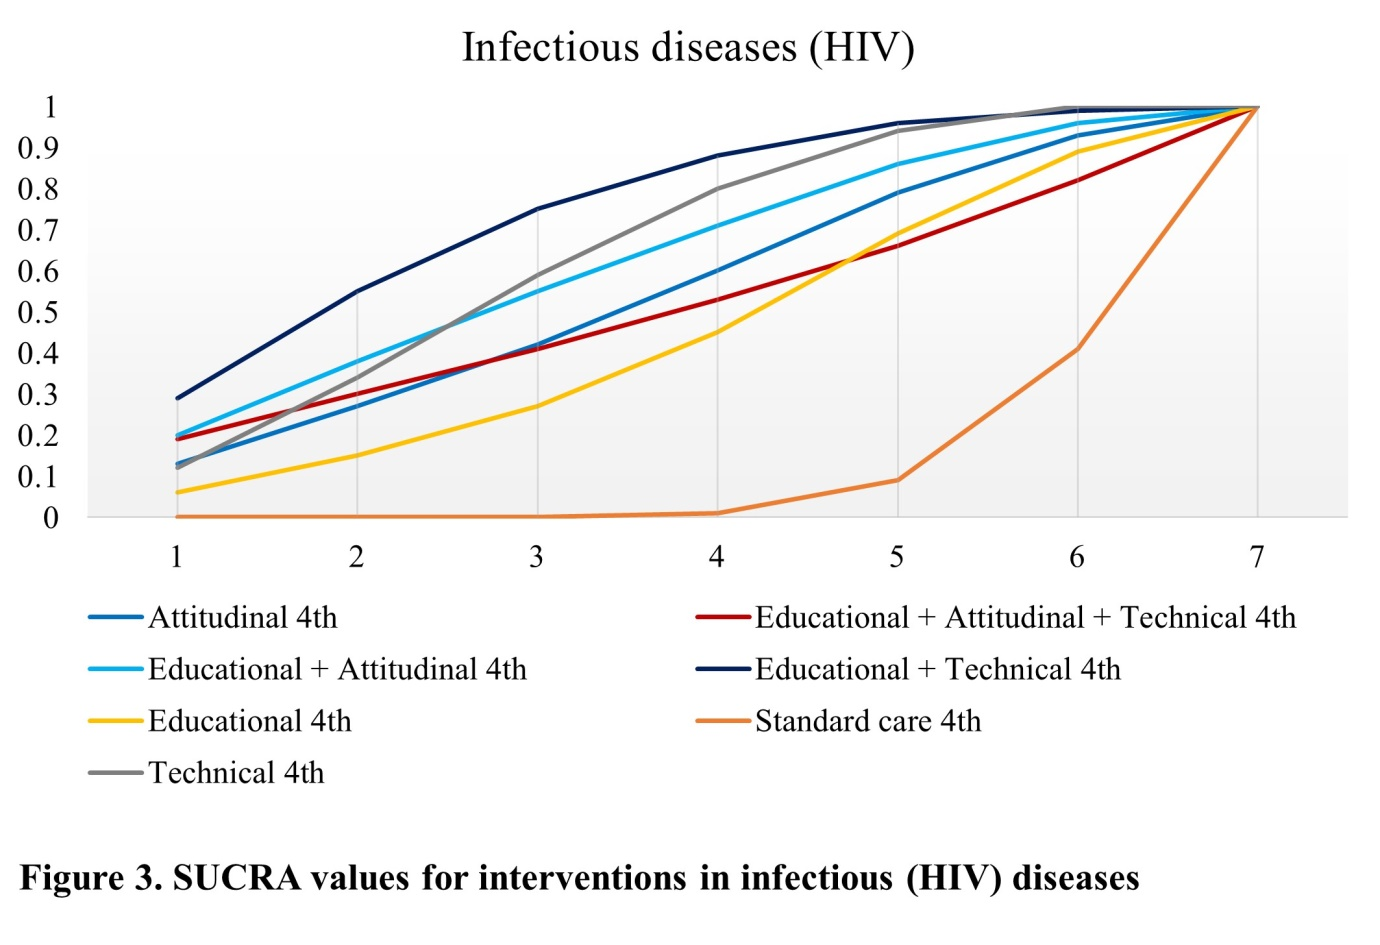 Infectious diseases (HIV)
1
0.9
0.8
0.7
0.6
0.5
0.4
0.3
0.2
0.1
0
1 2 3 4 5 6 7
Attitudinal 4th
Educational + Attitudinal + Technical 4th
Educational + Attitudinal 4th
Educational + Technical 4th
Educational 4th
Standard care 4th
Technical 4th
Figure 3. SUCRA values for interventions in infectious (HIV) diseases